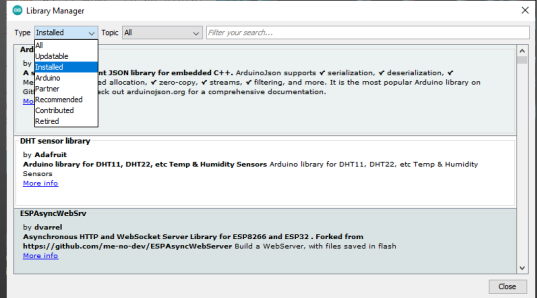 Library Manager
Type Installed Topic All Filter your search...
All
Updatable
Installed
Arduino
Partner
Recommended
Contributed
Retired
Ard
by
A s nt JSON library for embedded C++. ArduinoJson supports ✔ serialization, ✔ deserialization, ✔
Me ed allocation, ✔ zero-copy, ✔ streams, ✔ filtering, and more. It is the most popular Arduino library on
Git eck out arduinojson.org for a comprehensive documentation.
Mo
DHT sensor library
by Adafruit
Arduino library for DHT11, DHT22, etc Temp & Humidity Sensors Arduino library for DHT11, DHT22, etc Temp & Humidity
Sensors
More info
ESPAsyncWebSrv
by dvarrel
Asynchronous HTTP and WebSocket Server Library for ESP8266 and ESP32 . Forked from
https://github.com/me-no-dev/ESPAsyncWebServer Build a WebServer, with files saved in flash
More info
Close